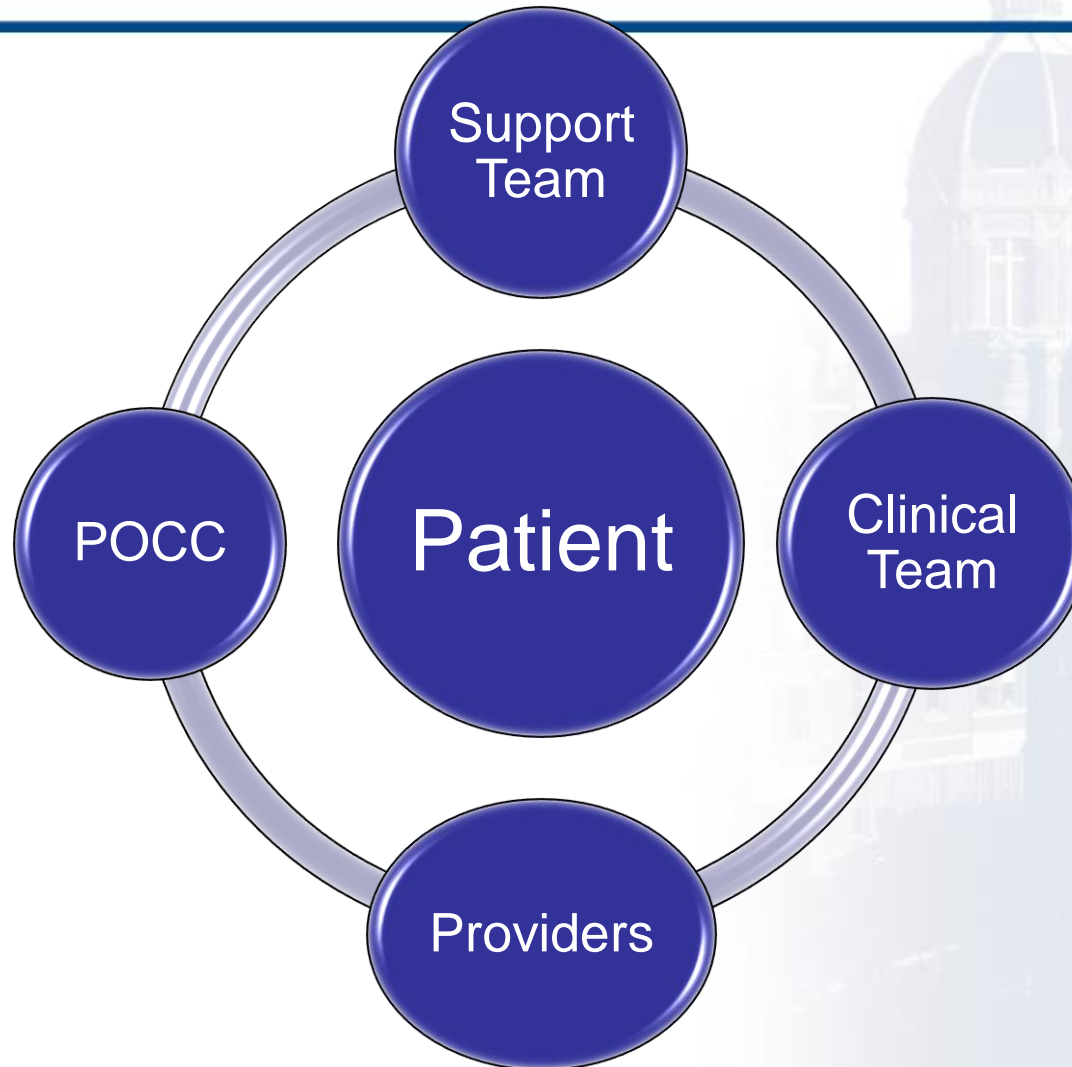 Support
Team
POCC
Patient
Clinical
Team
Providers